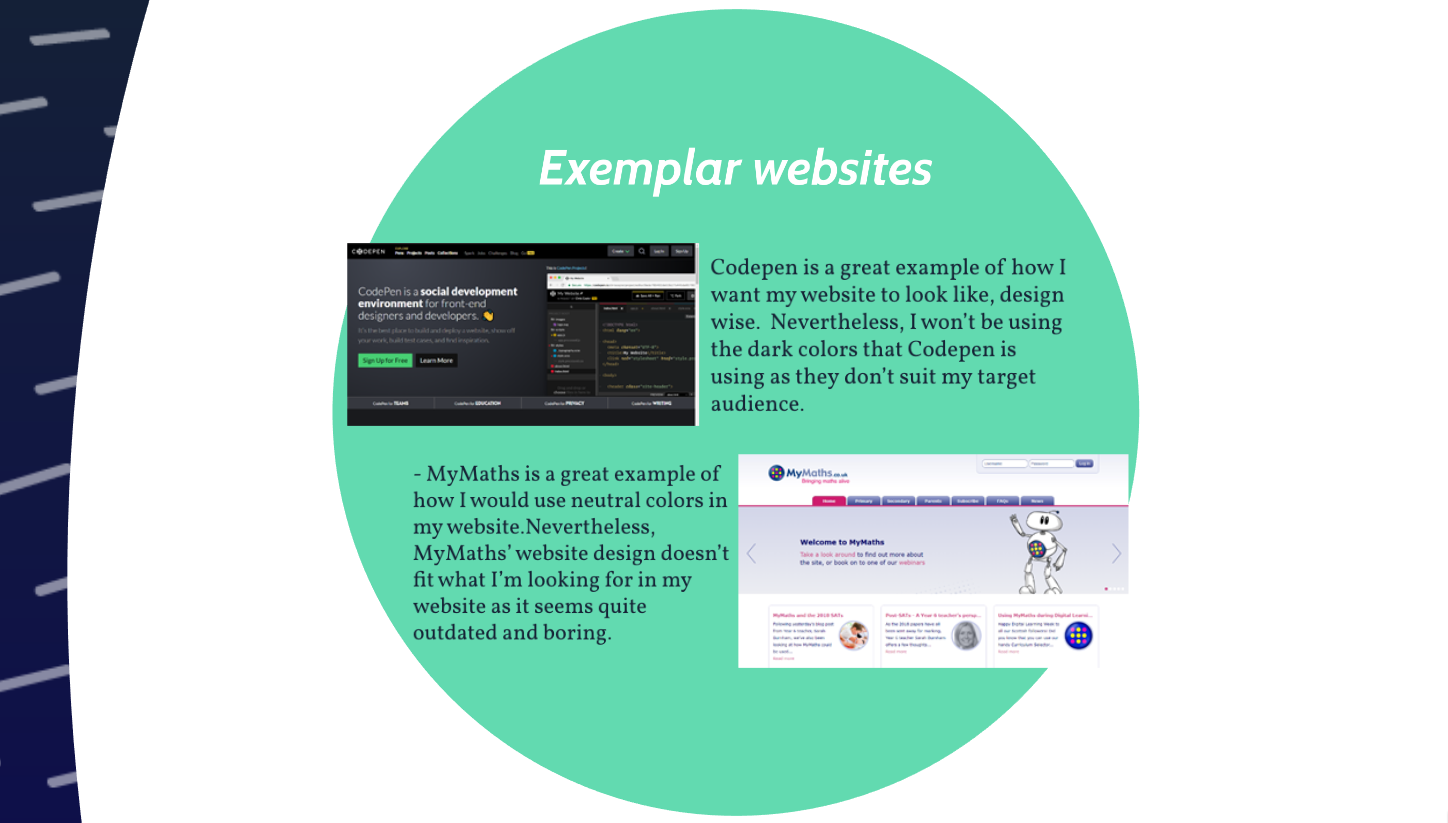 Exemplar websites
CODEPEN
CodePen is a social development
environment for front-end
designers and developers. 👏
It's the best place to build and deploy a website, show off
your work, build test cases, and find inspiration.
Sign Up for Free Learn More
CodePen for TEAMS CodePen for EDUCATION CodePen for PRIVACY CodePen for WRITING
Codepen is a great example of how I
want my website to look like, design
wise.  Nevertheless, I won't be using
the dark colors that Codepen is
using as they don't suit my target
audience.
- MyMaths is a great example of
how I would use neutral colors in
my website.Nevertheless,
MyMaths' website design doesn't
fit what I'm looking for in my
website as it seems quite
outdated and boring.
MyMaths.co.uk
Bringing maths alive
Username Password Log in
Home Primary Secondary Parents Subscribe FAQs News
Welcome to MyMaths
Take a look around to find out more about
the site, or book on to one of our webinars
MyMaths and the 2018 SATs
Read more
Post-SATs - A Year 6 teacher's persp...
Read more
Using MyMaths during Digital Learni...
Read more